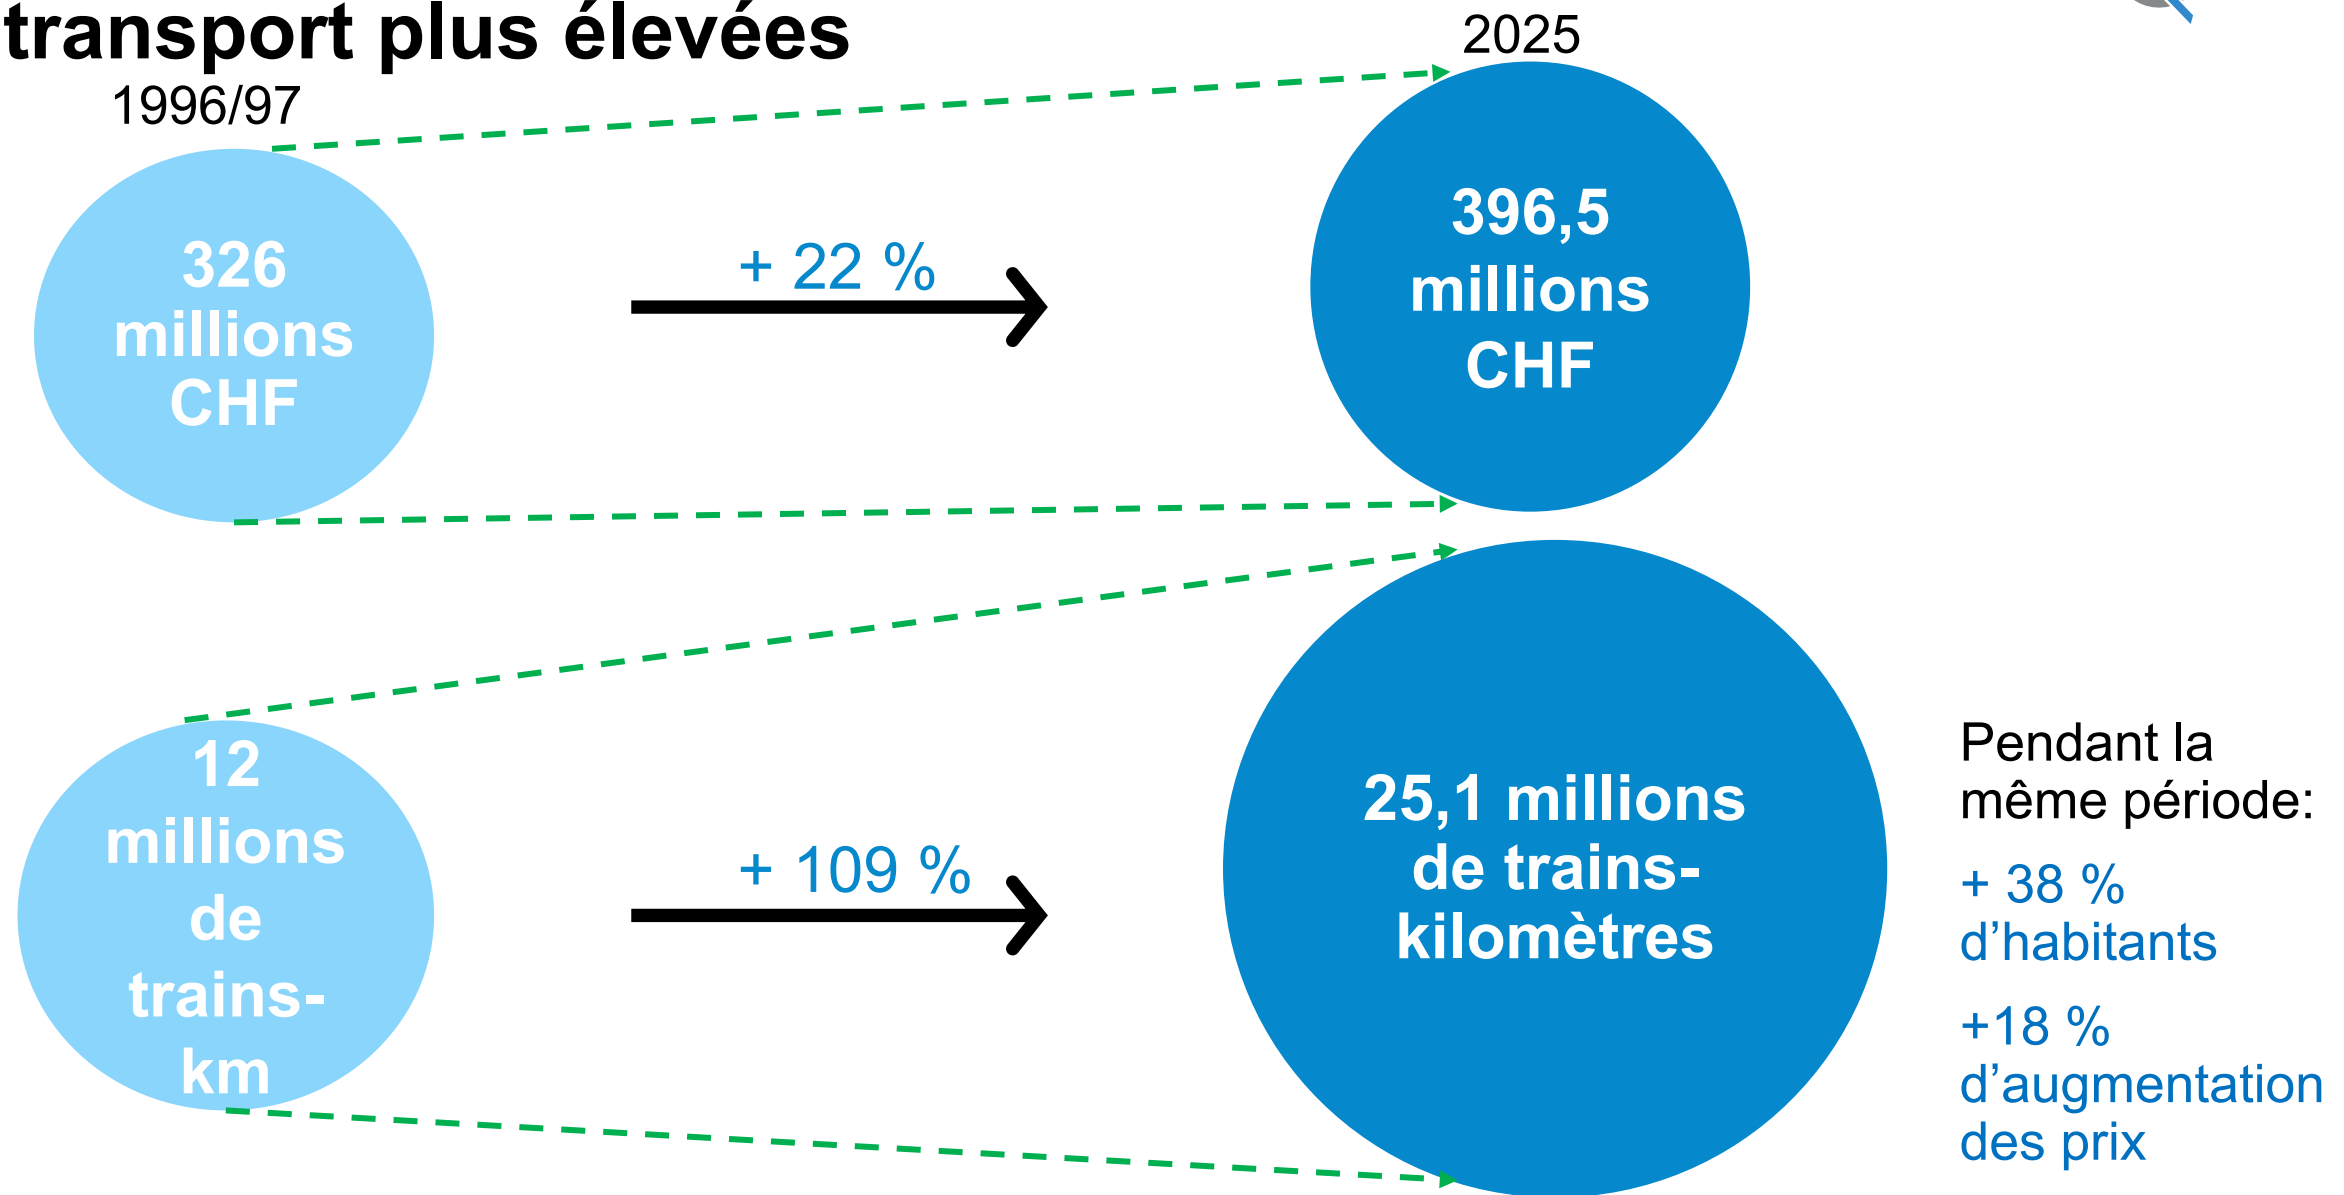 transport plus élevées
1996/97
2025
326
millions
CHF
+ 22 %
396,5
millions
CHF
12
millions
de
trains-
km
+ 109 %
25,1 millions
de trains-
kilomètres
Pendant la
même période:
+ 38 %
d’habitants
+18 %
d’augmentation
des prix